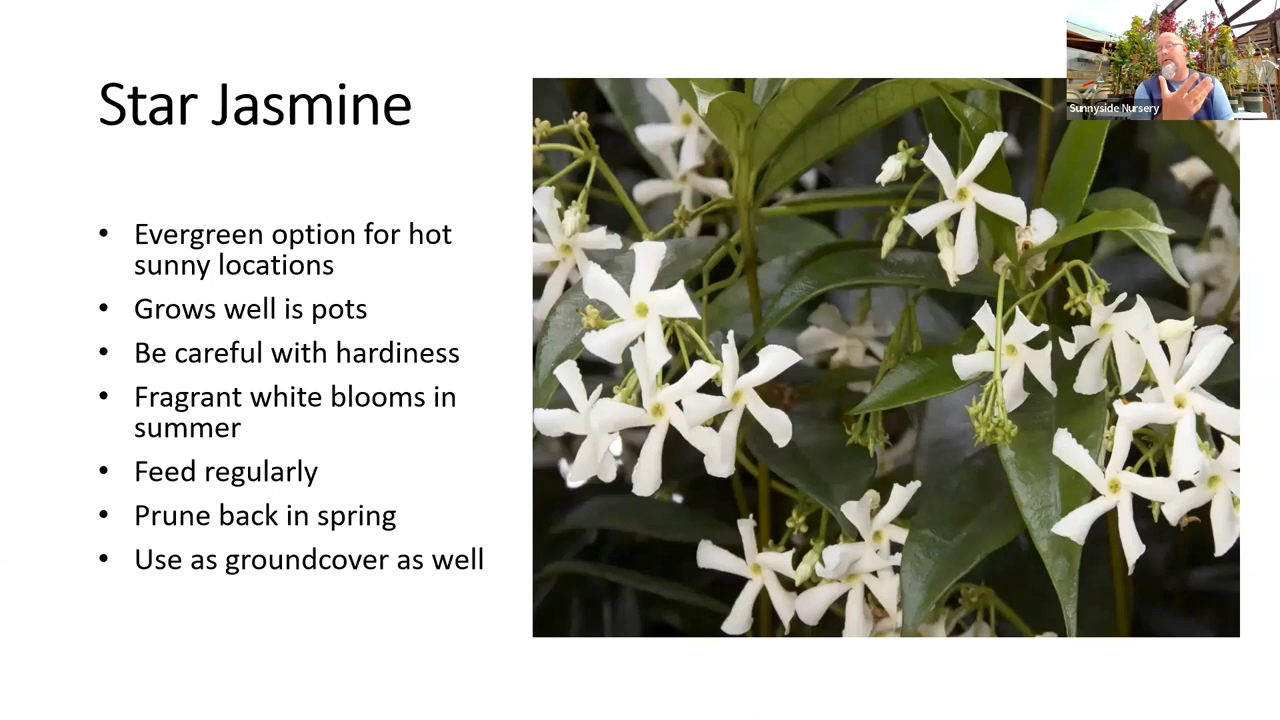 Star Jasmine
• Evergreen option for hot
sunny locations
• Grows well is pots
• Be careful with hardiness
• Fragrant white blooms in
summer
• Feed regularly
• Prune back in spring
• Use as groundcover as well
Sunnyside Nursery